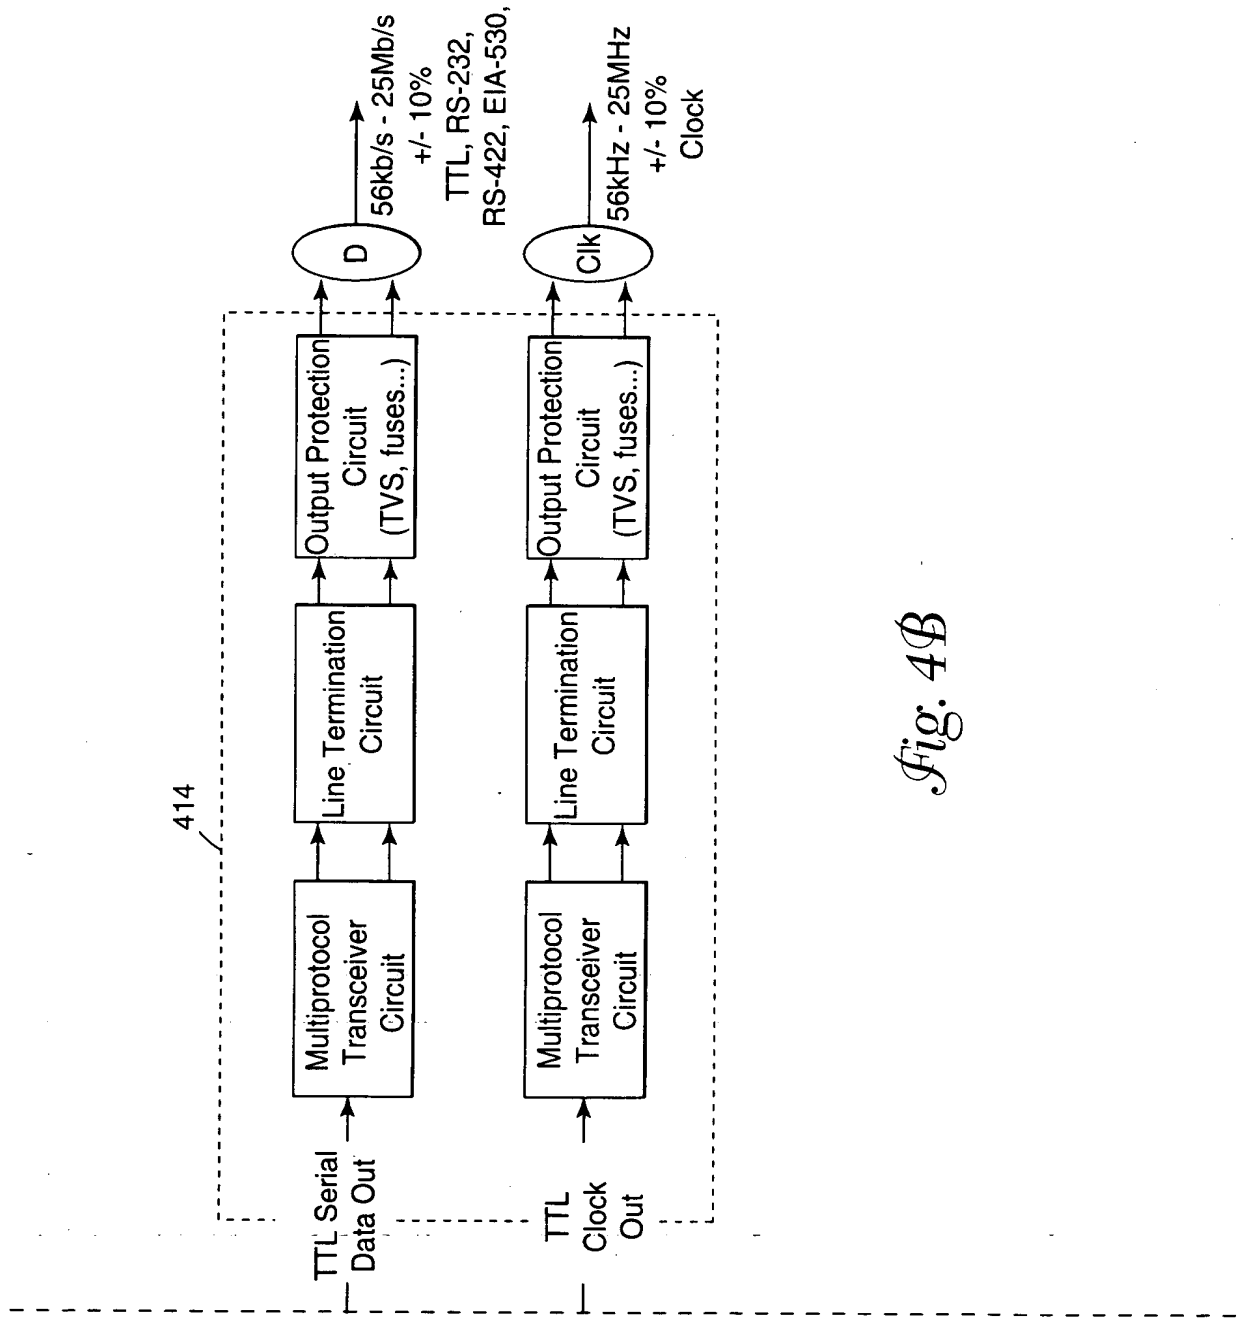 414
TTL Serial
Data Out
Multiprotocol
Transceiver
Circuit
Line Termination
Circuit
Output Protection
Circuit
(TVS, fuses...)
D
56kb/s - 25Mb/s
+/- 10%
TTL, RS-232,
RS-422, EIA-530,
TTL
Clock
Out
Multiprotocol
Transceiver
Circuit
Line Termination
Circuit
Output Protection
Circuit
(TVS, fuses...)
Clk
56kHz - 25MHz
+/- 10%
Clock
Fig. 4B